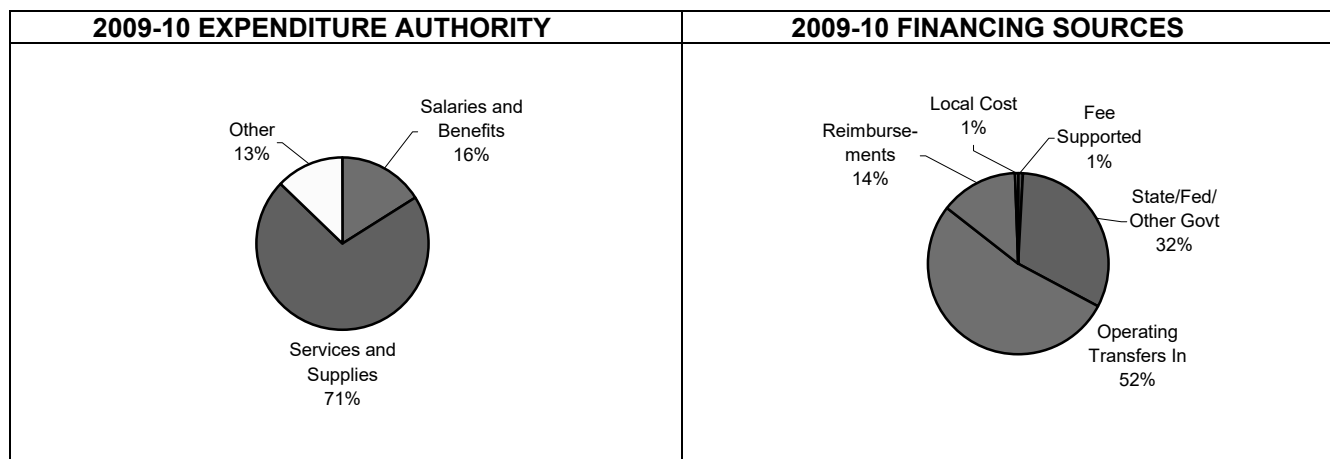 2009-10 EXPENDITURE AUTHORITY
Other
13%
Salaries and
Benefits
16%
Services and
Supplies
71%
2009-10 FINANCING SOURCES
Local Cost
1%
Fee
Supported
1%
Reimburse-
ments
14%
State/Fed/
Other Govt
32%
Operating
Transfers In
52%